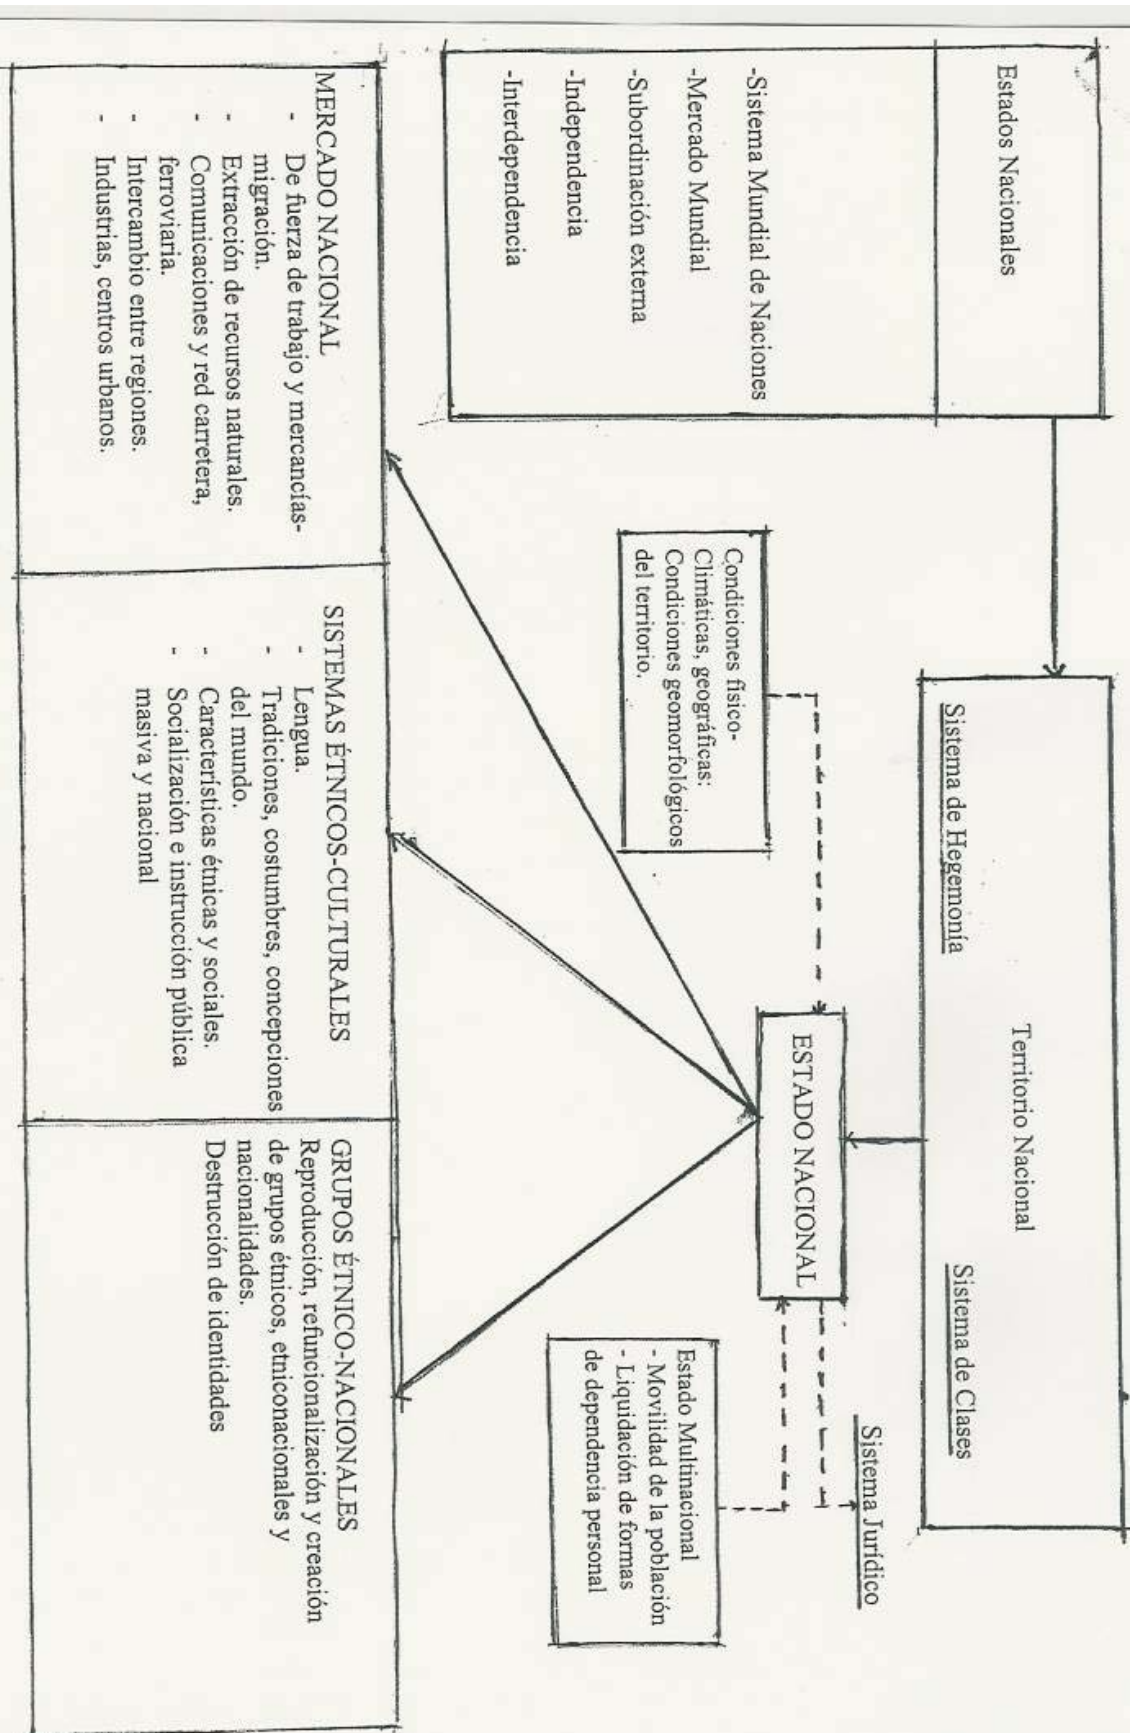 Estados Nacionales
-Sistema Mundial de Naciones
-Mercado Mundial
-Subordinación externa
-Independencia
-Interdependencia
Territorio Nacional
Sistema de Hegemonía
Sistema de Clases
Sistema Jurídico
Condiciones físico-
Climáticas, geográficas:
Condiciones geomorfológicos
del territorio.
ESTADO NACIONAL
Estado Multinacional
- Movilidad de la población
- Liquidación de formas
de dependencia personal
MERCADO NACIONAL
- De fuerza de trabajo y mercancías-
migración.
- Extracción de recursos naturales.
- Comunicaciones y red carretera,
ferroviaria.
- Intercambio entre regiones.
- Industrias, centros urbanos.
SISTEMAS ÉTNICOS-CULTURALES
- Lengua.
- Tradiciones, costumbres, concepciones
del mundo.
- Características étnicas y sociales.
- Socialización e instrucción pública
masiva y nacional
GRUPOS ÉTNICO-NACIONALES
Reproducción, refuncionalización y creación
de grupos étnicos, etniconacionales y
nacionalidades.
Destrucción de identidades